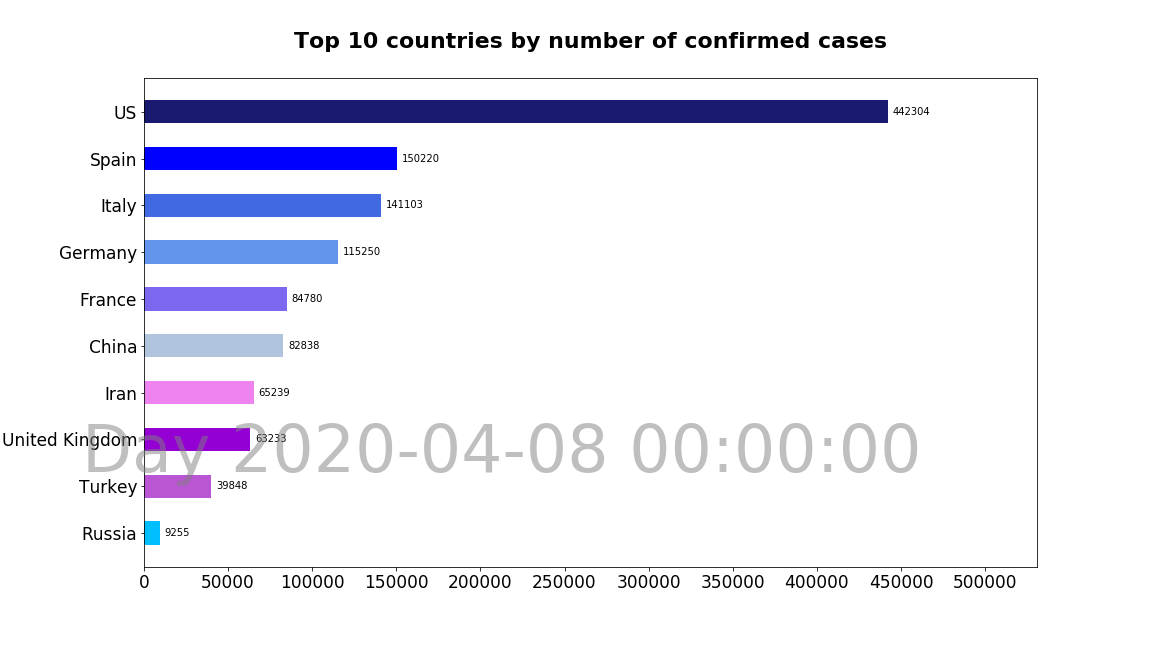 Top 10 countries by number of confirmed cases
US 442304
Spain 150220
Italy 141103
Germany 115250
France 84780
China 82838
Iran 65239
United Kingdom 63233
Day 2020-04-08 00:00:00
Turkey 39848
Russia 9255
0 50000 100000 150000 200000 250000 300000 350000 400000 450000 500000